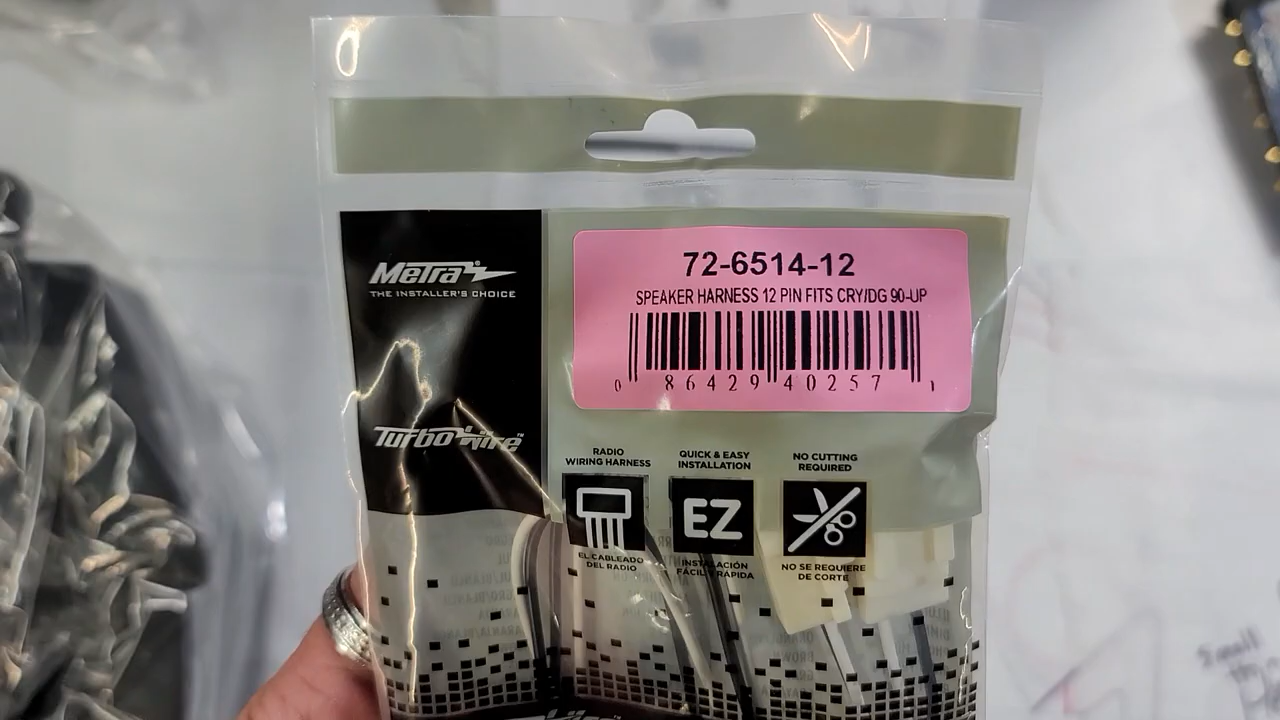 Metra®
THE INSTALLER'S CHOICE
72-6514-12
SPEAKER HARNESS 12 PIN FITS CRY/DG 90-UP
0 86429 40257 1
TurboWire™
RADIO
WIRING HARNESS
QUICK & EASY
INSTALLATION
NO CUTTING
REQUIRED
EZ
EL CABLEADO
DEL RADIO
INSTALACIÓN
FÁCIL Y RÁPIDA
NO SE REQUIERE
DE CORTE
Small